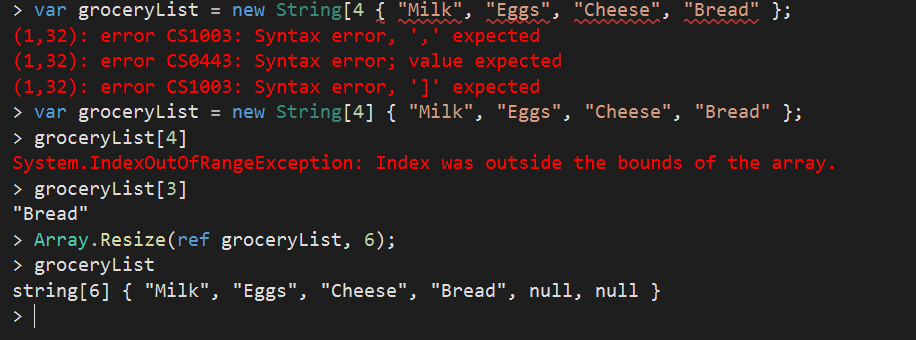 > var groceryList = new String[4 { "Milk", "Eggs", "Cheese", "Bread" };
(1,32): error CS1003: Syntax error, ',' expected
(1,32): error CS0443: Syntax error; value expected
(1,32): error CS1003: Syntax error, ']' expected
> var groceryList = new String[4] { "Milk", "Eggs", "Cheese", "Bread" };
> groceryList[4]
System.IndexOutOfRangeException: Index was outside the bounds of the array.
> groceryList[3]
"Bread"
> Array.Resize(ref groceryList, 6);
> groceryList
string[6] { "Milk", "Eggs", "Cheese", "Bread", null, null }
>